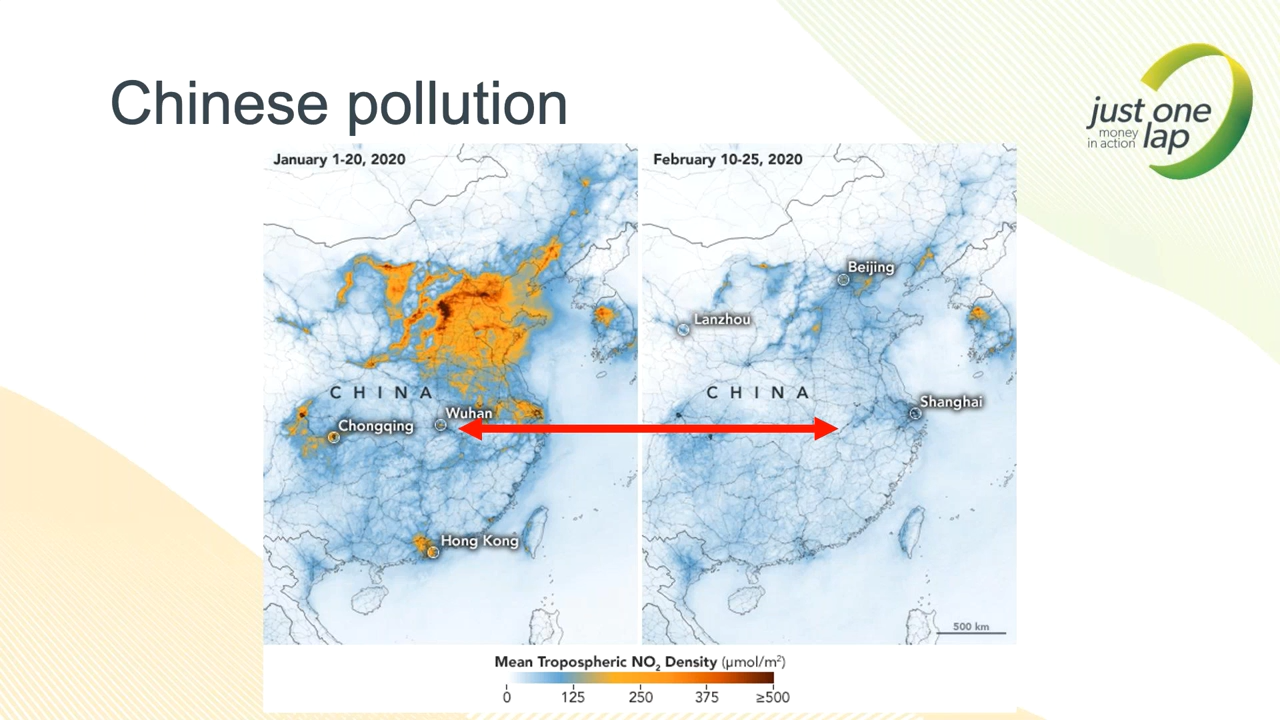 Chinese pollution
just one
money
in action lap
January 1-20, 2020
February 10-25, 2020
Beijing
Lanzhou
CHINA
CHINA
Shanghai
Wuhan
Chongqing
Hong Kong
500 km
Mean Tropospheric NO₂ Density (µmol/m²)
0 125 250 375 ≥500